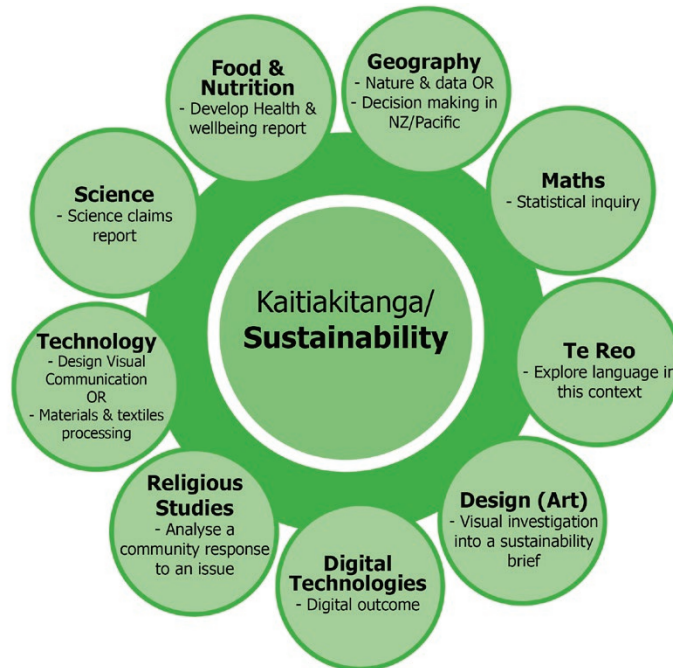 Kaitiakitanga/
Sustainability
Food &
Nutrition
- Develop Health &
wellbeing report
Geography
- Nature & data OR
- Decision making in
NZ/Pacific
Maths
- Statistical inquiry
Te Reo
- Explore language in
this context
Design (Art)
- Visual investigation
into a sustainability
brief
Digital
Technologies
- Digital outcome
Religious
Studies
- Analyse a
community response
to an issue
Technology
- Design Visual
Communication
OR
- Materials & textiles
processing
Science
- Science claims
report